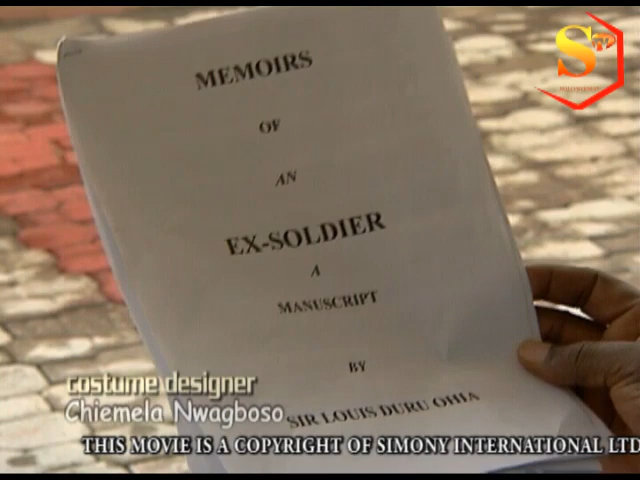 MEMOIRS
OF
AN
EX-SOLDIER
A
MANUSCRIPT
BY
SIR LOUIS DURU OHIA
costume designer
Chiemela Nwagboso
THIS MOVIE IS A COPYRIGHT OF SIMONY INTERNATIONAL LTD